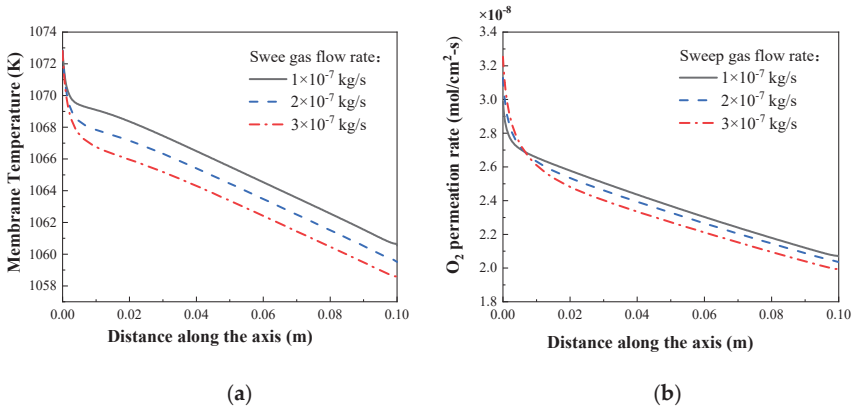 1074
1072
1070
1068
1066
1064
1062
1060
1058
Membrane Temperature (K)
Swee gas flow rate:
1×10⁻⁷ kg/s
2×10⁻⁷ kg/s
3×10⁻⁷ kg/s
0.00 0.02 0.04 0.06 0.08 0.10
Distance along the axis (m)
(a)
×10⁻⁸
3.8
3.6
3.4
3.2
3.0
2.8
2.6
2.4
2.2
2.0
1.8
O₂ permeation rate (mol/cm²-s)
Sweep gas flow rate:
1×10⁻⁷ kg/s
2×10⁻⁷ kg/s
3×10⁻⁷ kg/s
0.00 0.02 0.04 0.06 0.08 0.10
Distance along the axis (m)
(b)